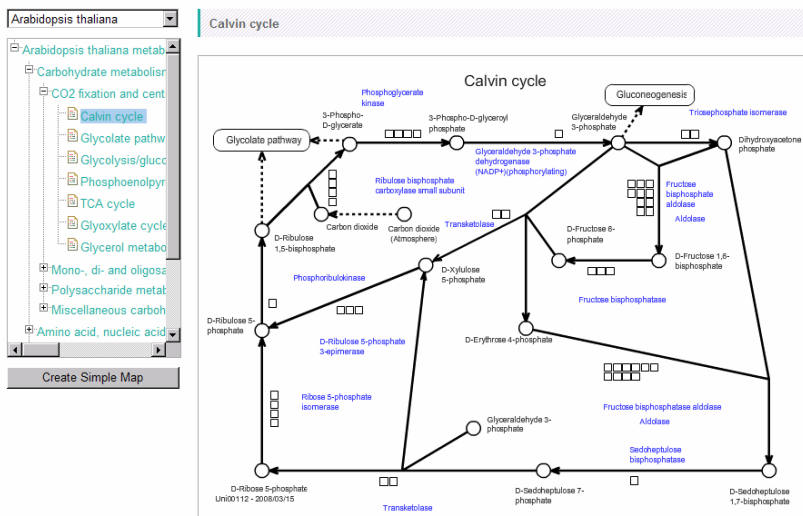 Arabidopsis thaliana
Arabidopsis thaliana metab
Carbohydrate metabolism
CO2 fixation and cent
Calvin cycle
Glycolate pathw
Glycolysis/gluco
Phosphoenolpyr
TCA cycle
Glyoxylate cycle
Glycerol metabo
Mono-, di- and oligosa
Polysaccharide metab
Miscellaneous carboh
Amino acid, nucleic acid
Create Simple Map
Calvin cycle
Calvin cycle
Gluconeogenesis
Phosphoglycerate
kinase
3-Phospho-
D-glycerate
3-Phospho-D-glyceroyl
phosphate
Glyceraldehyde
3-phosphate
Triosephosphate isomerase
Glycolate pathway
Dihydroxyacetone
phosphate
Glyceraldehyde 3-phosphate
dehydrogenase
(NADP+)(phosphorylating)
Ribulose bisphosphate
carboxylase small subunit
Fructose
bisphosphate
aldolase
Aldolase
Carbon dioxide
Carbon dioxide
(Atmosphere)
Transketolase
D-Fructose 6-
phosphate
D-Ribulose
1,5-bisphosphate
D-Fructose 1,6-
bisphosphate
D-Xylulose
5-phosphate
Phosphoribulokinase
Fructose bisphosphatase
D-Ribulose 5-
phosphate
D-Ribulose 5-phosphate
3-epimerase
D-Erythrose 4-phosphate
Ribose 5-phosphate
isomerase
Fructose bisphosphatase aldolase
Aldolase
Glyceraldehyde 3-
phosphate
Sedoheptulose
bisphosphatase
D-Ribose 5-phosphate
Uni00112 - 2008/03/15
D-Sedoheptulose 7-
phosphate
D-Sedoheptulose
1,7-bisphosphate
Transketolase